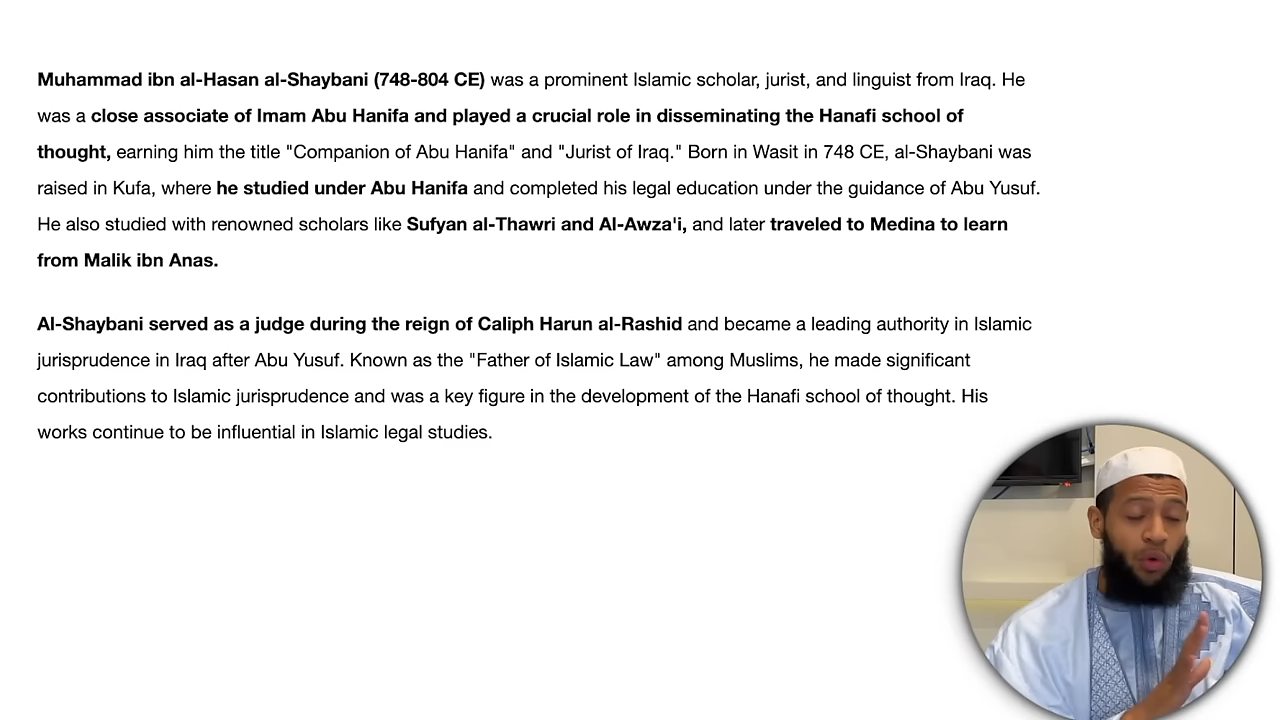 Muhammad ibn al-Hasan al-Shaybani (748-804 CE) was a prominent Islamic scholar, jurist, and linguist from Iraq. He
was a close associate of Imam Abu Hanifa and played a crucial role in disseminating the Hanafi school of
thought, earning him the title "Companion of Abu Hanifa" and "Jurist of Iraq." Born in Wasit in 748 CE, al-Shaybani was
raised in Kufa, where he studied under Abu Hanifa and completed his legal education under the guidance of Abu Yusuf.
He also studied with renowned scholars like Sufyan al-Thawri and Al-Awza'i, and later traveled to Medina to learn
from Malik ibn Anas.
Al-Shaybani served as a judge during the reign of Caliph Harun al-Rashid and became a leading authority in Islamic
jurisprudence in Iraq after Abu Yusuf. Known as the "Father of Islamic Law" among Muslims, he made significant
contributions to Islamic jurisprudence and was a key figure in the development of the Hanafi school of thought. His
works continue to be influential in Islamic legal studies.